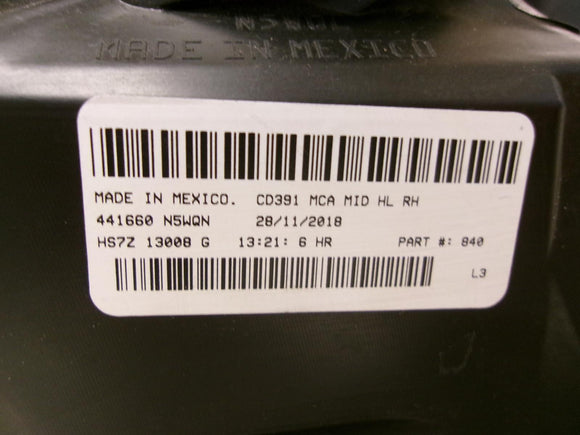 MADE IN MEXICO
MADE IN MEXICO. CD391 MCA MID HL RH
441660 N5WQN 28/11/2018
HS7Z 13008 G 13:21: 6 HR PART #: 840
L3